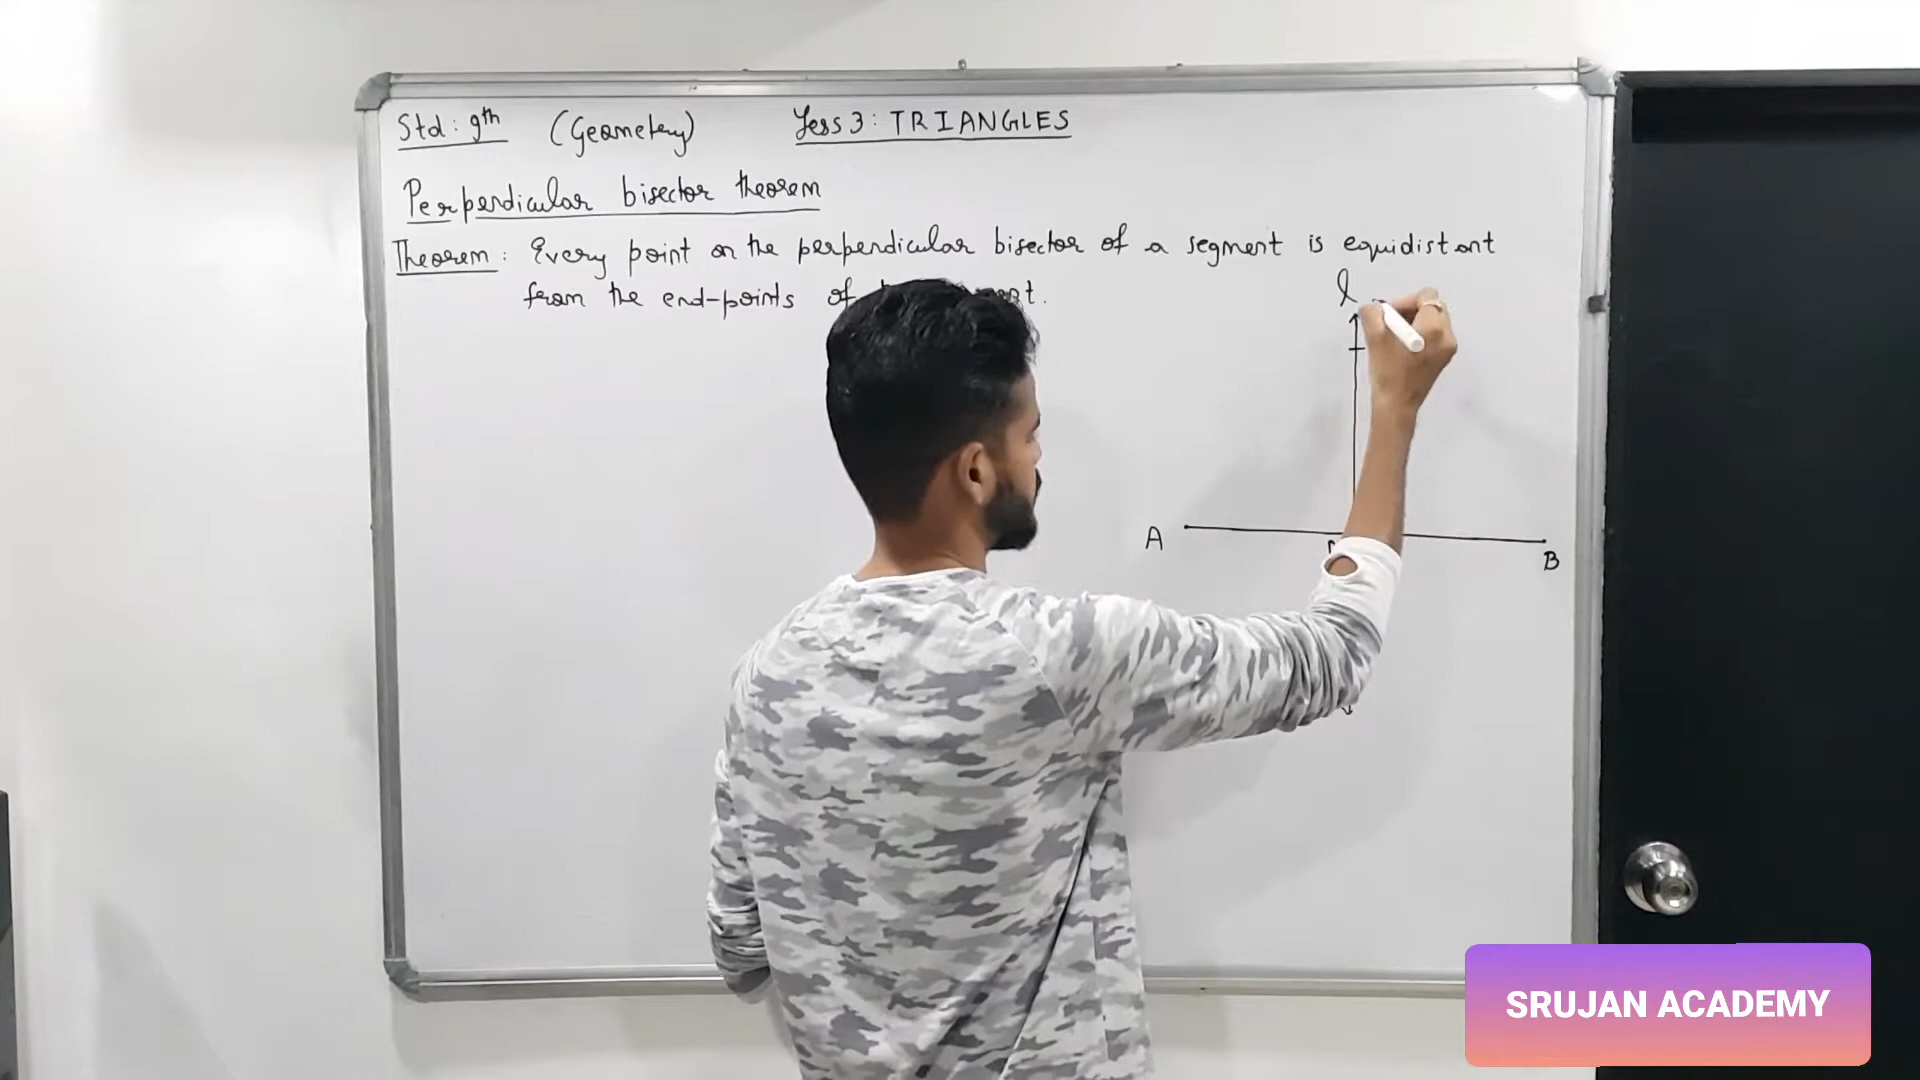 Std: 9th (Geometery) Less 3: TRIANGLES
Perpendicular bisector theorem
Theorem: Every point on the perpendicular bisector of a segment is equidistant
from the end-points of
l
A
B
SRUJAN ACADEMY